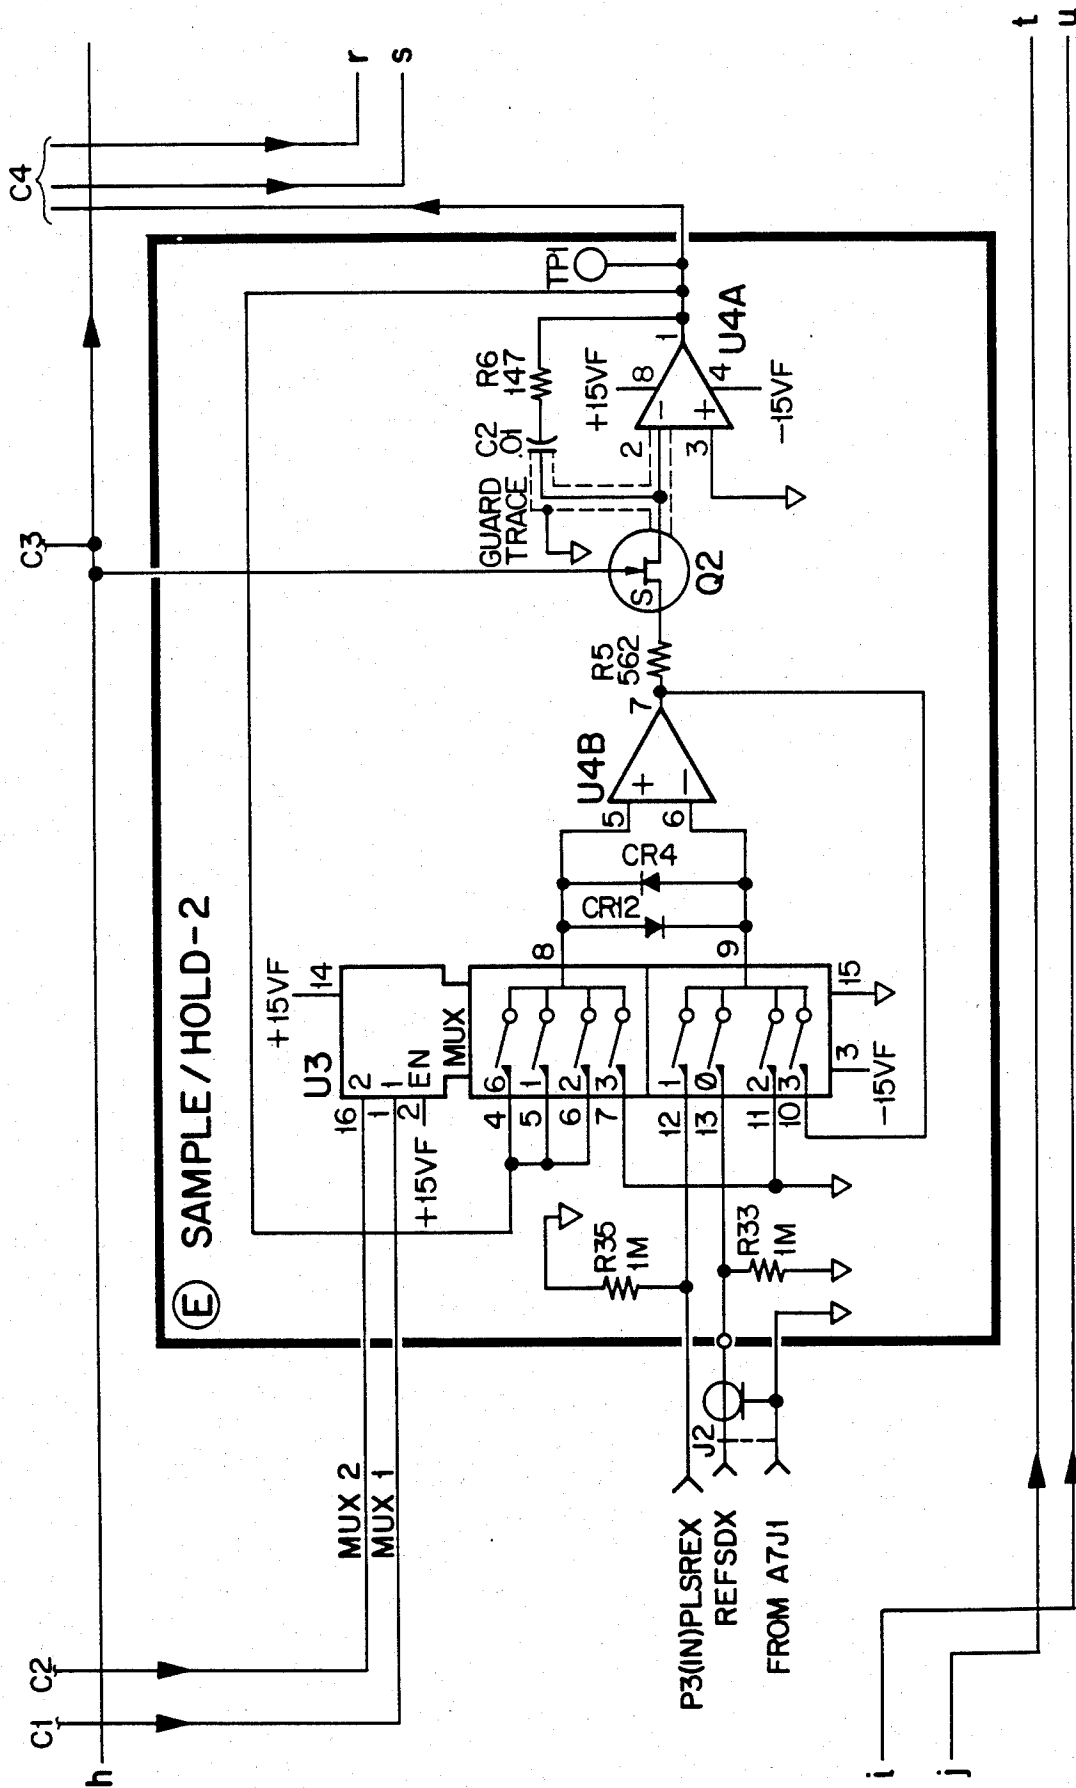 h
C1
C2
C3
C4
r
s
t
u
i
j
E SAMPLE/HOLD-2
MUX 2
MUX 1
P3(IN)PLSREX
REFSDX
FROM A7J1
J2
U3
+15VF
14
16
2
1
1
2
EN
+15VF
MUX
4
6
5
1
6
2
7
3
12
1
13
0
11
2
10
3
8
9
15
3
-15VF
R35
1M
R33
1M
CR12
CR4
U4B
5
+
6
-
7
R5
562
S
Q2
GUARD
TRACE
C2
.01
R6
147
+15VF
8
2
-
3
+
4
-15VF
1
U4A
TP1